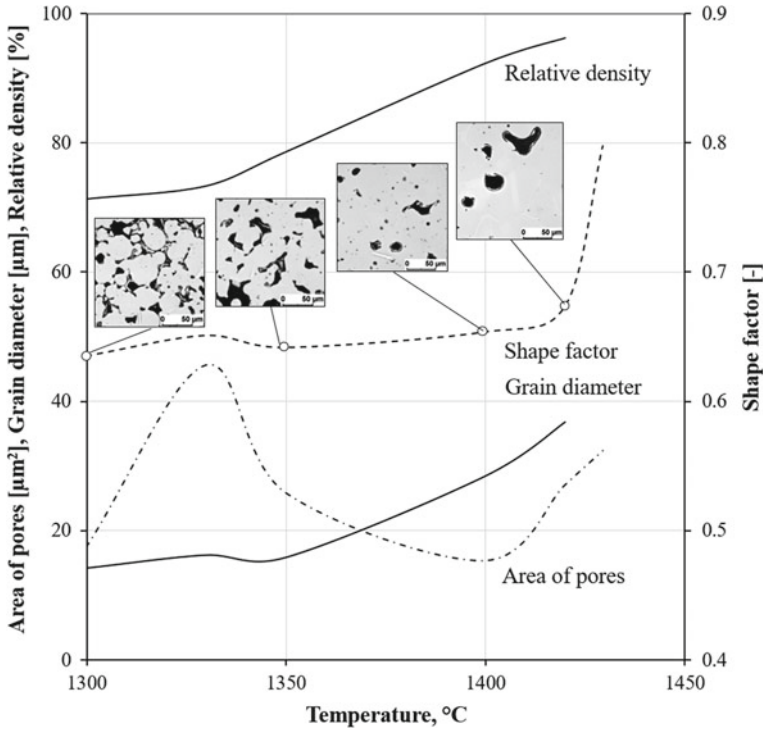 Area of pores [µm²], Grain diameter [µm], Relative density [%]
100
80
60
40
20
0
0.9
0.8
0.7
0.6
0.5
0.4
Shape factor [-]
Relative density
0 50 µm
0 50 µm
0 50 µm
0 50 µm
Shape factor
Grain diameter
Area of pores
1300
1350
1400
1450
Temperature, °C